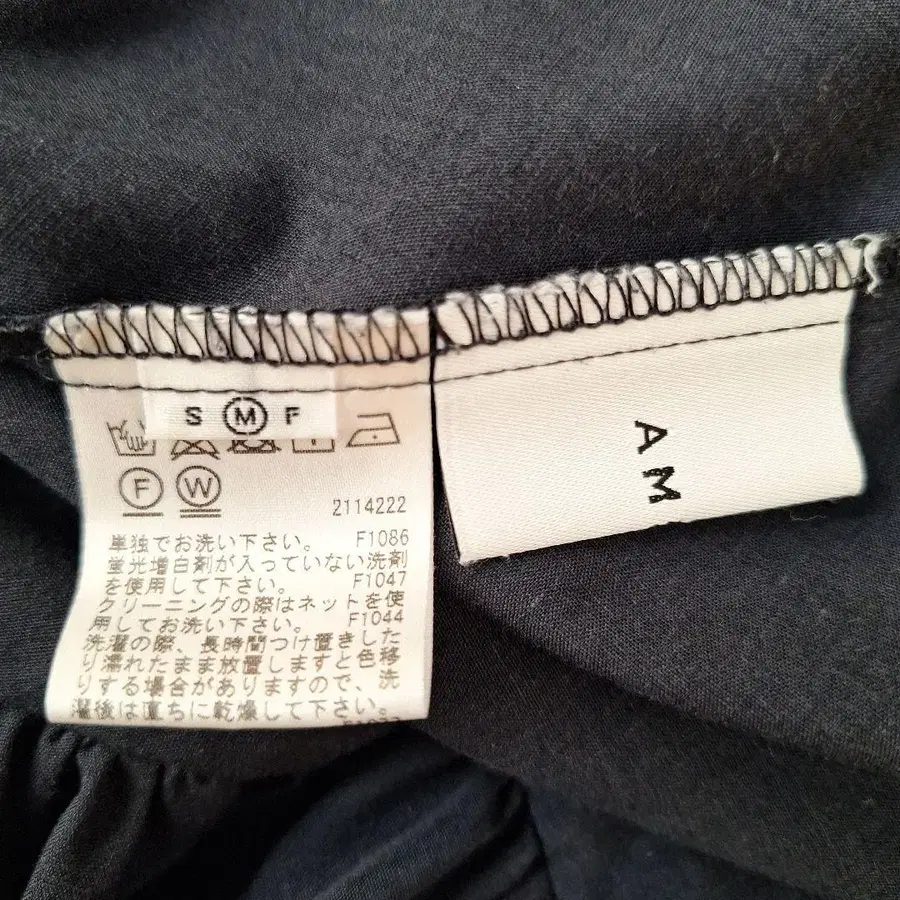 S M F
F W
2114222
単独でお洗い下さい。 F1086
蛍光増白剤が入っていない洗剤
を使用して下さい。 F1047
クリーニングの際はネットを使
用してお洗い下さい。 F1044
洗濯の際、長時間つけ置きした
り濡れたまま放置しますと色移
りする場合がありますので、洗
濯後は直ちに乾燥して下さい。
A M